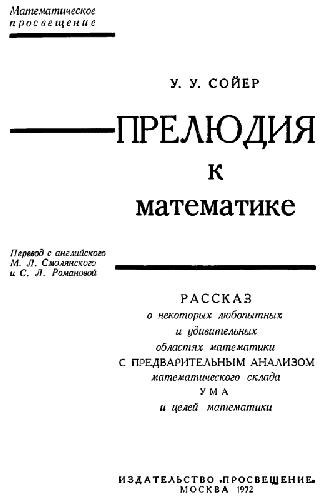 Математическое
просвещение
У. У. СОЙЕР
ПРЕЛЮДИЯ
к
математике
Перевод с английского
М. Л. Смолянского
и С. Л. Романовой
РАССКАЗ
о некоторых любопытных
и удивительных
областях математики
С ПРЕДВАРИТЕЛЬНЫМ АНАЛИЗОМ
математического склада
УМА
и целей математики
ИЗДАТЕЛЬСТВО «ПРОСВЕЩЕНИЕ»
МОСКВА 1972